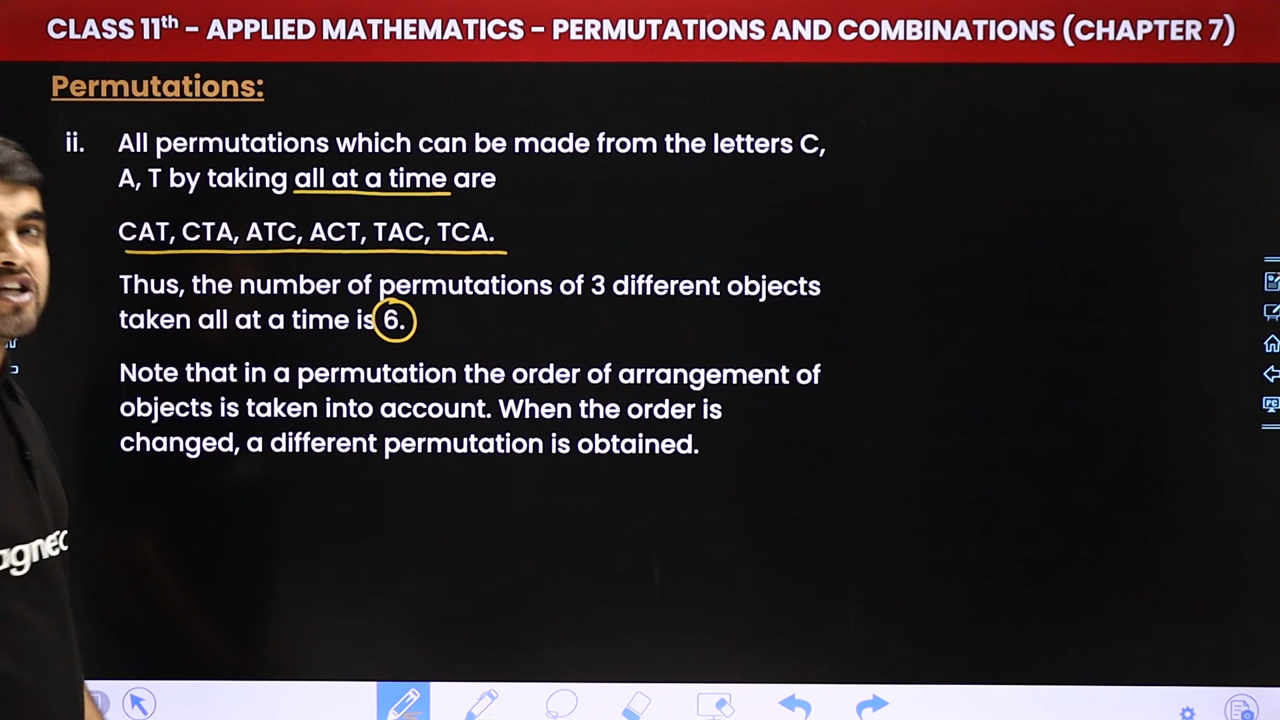 CLASS 11th – APPLIED MATHEMATICS – PERMUTATIONS AND COMBINATIONS (CHAPTER 7)
Permutations:
ii. All permutations which can be made from the letters C,
A, T by taking all at a time are
CAT, CTA, ATC, ACT, TAC, TCA.
Thus, the number of permutations of 3 different objects
taken all at a time is 6.
Note that in a permutation the order of arrangement of
objects is taken into account. When the order is
changed, a different permutation is obtained.
agnet
PC